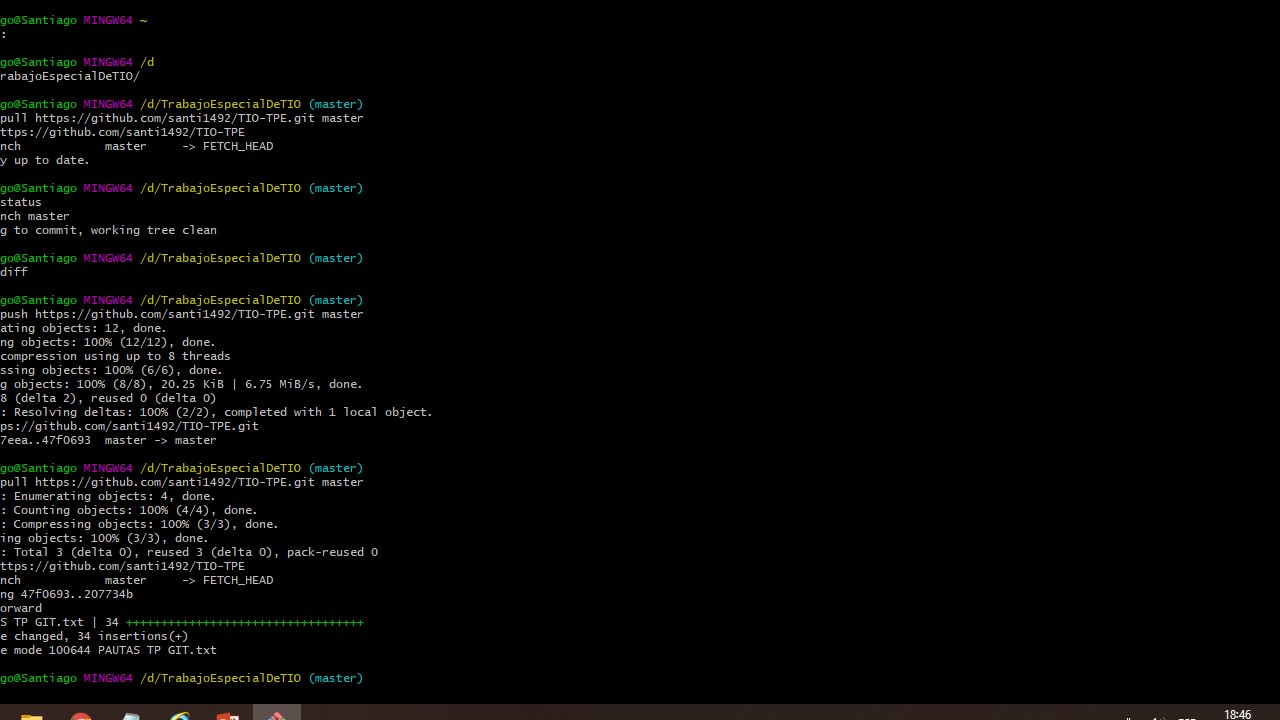 go@Santiago MINGW64 ~
:
go@Santiago MINGW64 /d
rabajoEspecialDeTIO/
go@Santiago MINGW64 /d/TrabajoEspecialDeTIO (master)
pull https://github.com/santi1492/TIO-TPE.git master
ttps://github.com/santi1492/TIO-TPE
nch            master     -> FETCH_HEAD
y up to date.
go@Santiago MINGW64 /d/TrabajoEspecialDeTIO (master)
status
nch master
g to commit, working tree clean
go@Santiago MINGW64 /d/TrabajoEspecialDeTIO (master)
diff
go@Santiago MINGW64 /d/TrabajoEspecialDeTIO (master)
push https://github.com/santi1492/TIO-TPE.git master
ating objects: 12, done.
ng objects: 100% (12/12), done.
compression using up to 8 threads
ssing objects: 100% (6/6), done.
g objects: 100% (8/8), 20.25 KiB | 6.75 MiB/s, done.
8 (delta 2), reused 0 (delta 0)
: Resolving deltas: 100% (2/2), completed with 1 local object.
ps://github.com/santi1492/TIO-TPE.git
7eea..47f0693  master -> master
go@Santiago MINGW64 /d/TrabajoEspecialDeTIO (master)
pull https://github.com/santi1492/TIO-TPE.git master
: Enumerating objects: 4, done.
: Counting objects: 100% (4/4), done.
: Compressing objects: 100% (3/3), done.
ing objects: 100% (3/3), done.
: Total 3 (delta 0), reused 3 (delta 0), pack-reused 0
ttps://github.com/santi1492/TIO-TPE
nch            master     -> FETCH_HEAD
ng 47f0693..207734b
orward
S TP GIT.txt | 34 ++++++++++++++++++++++++++++++++++
e changed, 34 insertions(+)
e mode 100644 PAUTAS TP GIT.txt
go@Santiago MINGW64 /d/TrabajoEspecialDeTIO (master)
18:46